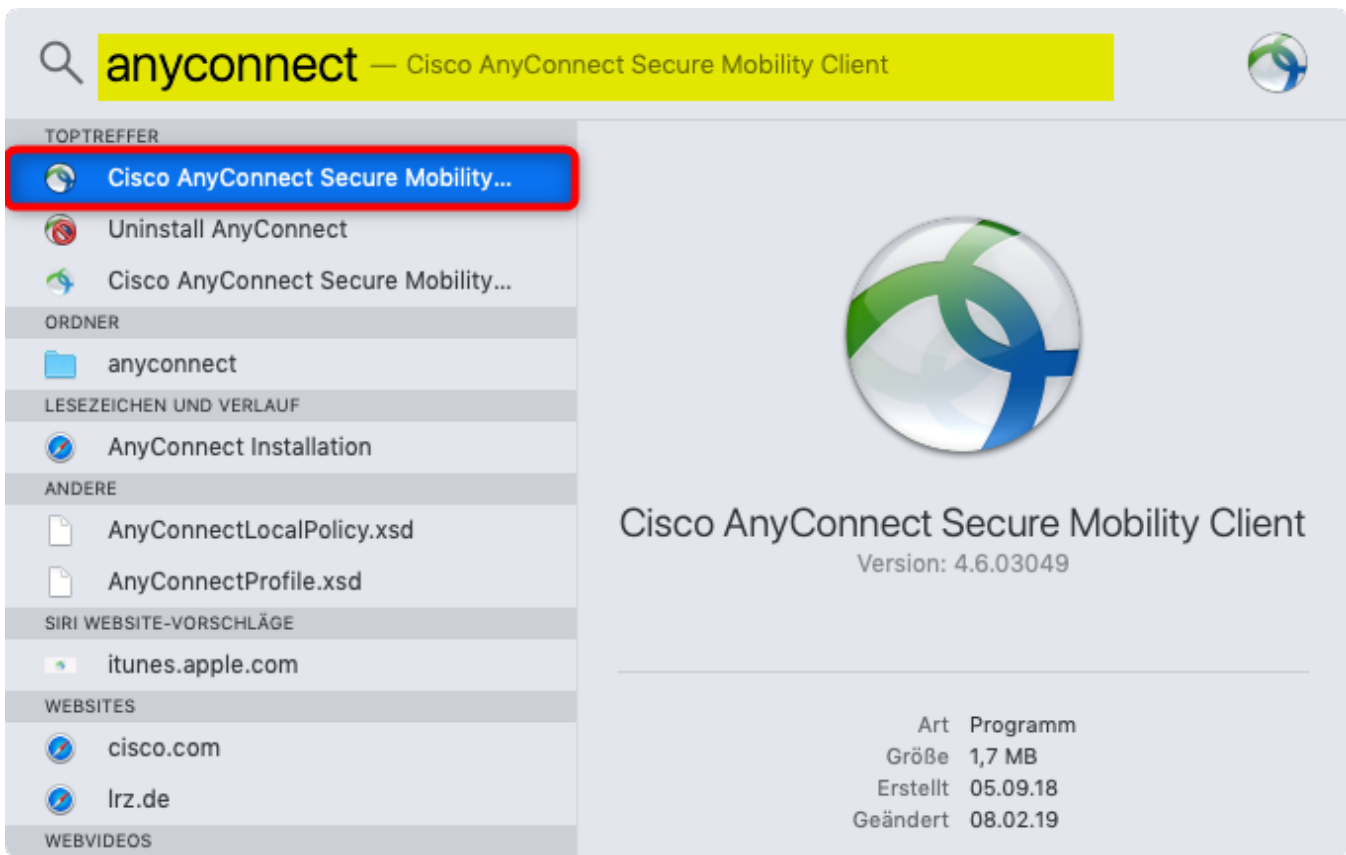 anyconnect — Cisco AnyConnect Secure Mobility Client
TOPTREFFER
Cisco AnyConnect Secure Mobility...
Uninstall AnyConnect
Cisco AnyConnect Secure Mobility...
ORDNER
anyconnect
LESEZEICHEN UND VERLAUF
AnyConnect Installation
ANDERE
AnyConnectLocalPolicy.xsd
AnyConnectProfile.xsd
SIRI WEBSITE-VORSCHLÄGE
itunes.apple.com
WEBSITES
cisco.com
lrz.de
WEBVIDEOS
Cisco AnyConnect Secure Mobility Client
Version: 4.6.03049
Art Programm
Größe 1,7 MB
Erstellt 05.09.18
Geändert 08.02.19